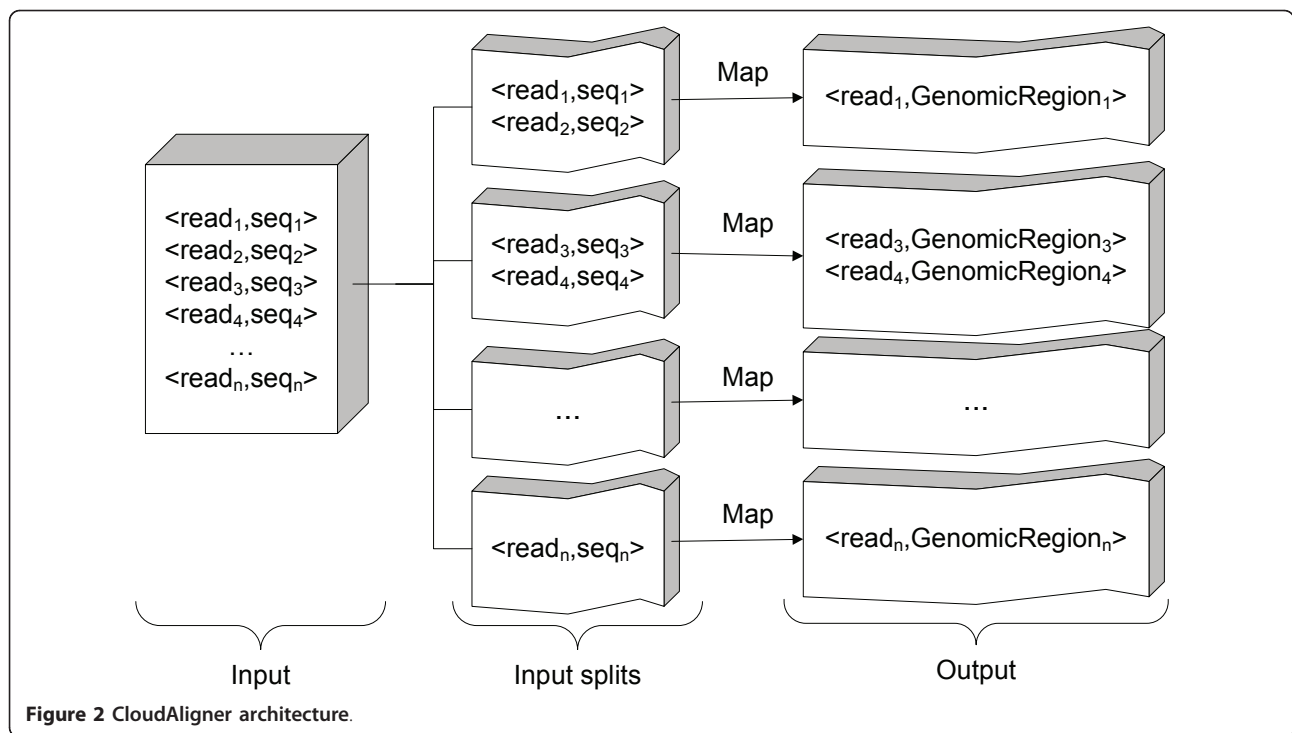 <read₁,seq₁>
<read₂,seq₂>
<read₃,seq₃>
<read₄,seq₄>
...
<readₙ,seqₙ>
Input
<read₁,seq₁>
<read₂,seq₂>
<read₃,seq₃>
<read₄,seq₄>
...
<readₙ,seqₙ>
Input splits
Map
Map
Map
Map
<read₁,GenomicRegion₁>
<read₃,GenomicRegion₃>
<read₄,GenomicRegion₄>
...
<readₙ,GenomicRegionₙ>
Output
Figure 2 CloudAligner architecture.